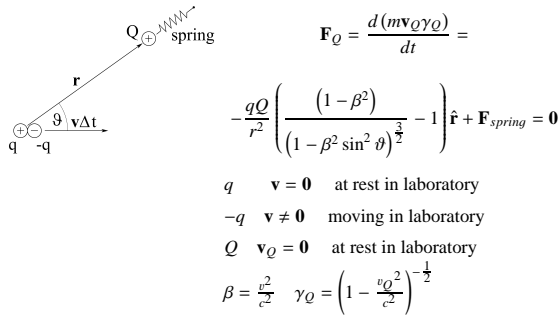 Q spring
r
ϑ vΔt
q -q
F_Q = d(mv_Qγ_Q)/dt =
-qQ/r² ( (1 - β²)/(1 - β² sin² ϑ)^{3/2} - 1 ) r̂ + F_spring = 0
q v = 0 at rest in laboratory
-q v ≠ 0 moving in laboratory
Q v_Q = 0 at rest in laboratory
β = v²/c² γ_Q = (1 - v_Q²/c²)^{-1/2}